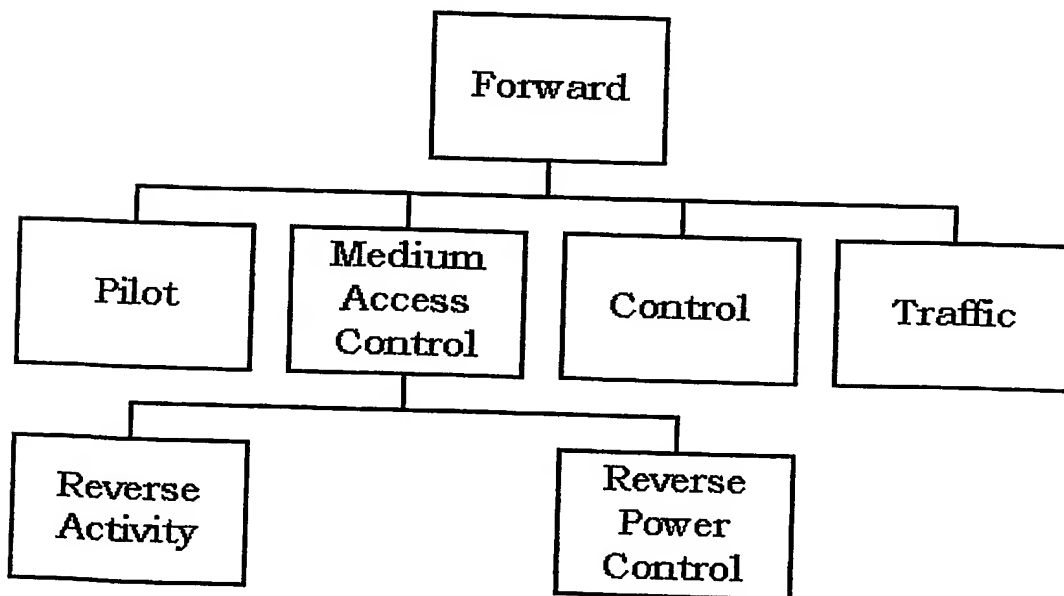 Forward
Pilot
Medium
Access
Control
Control
Traffic
Reverse
Activity
Reverse
Power
Control